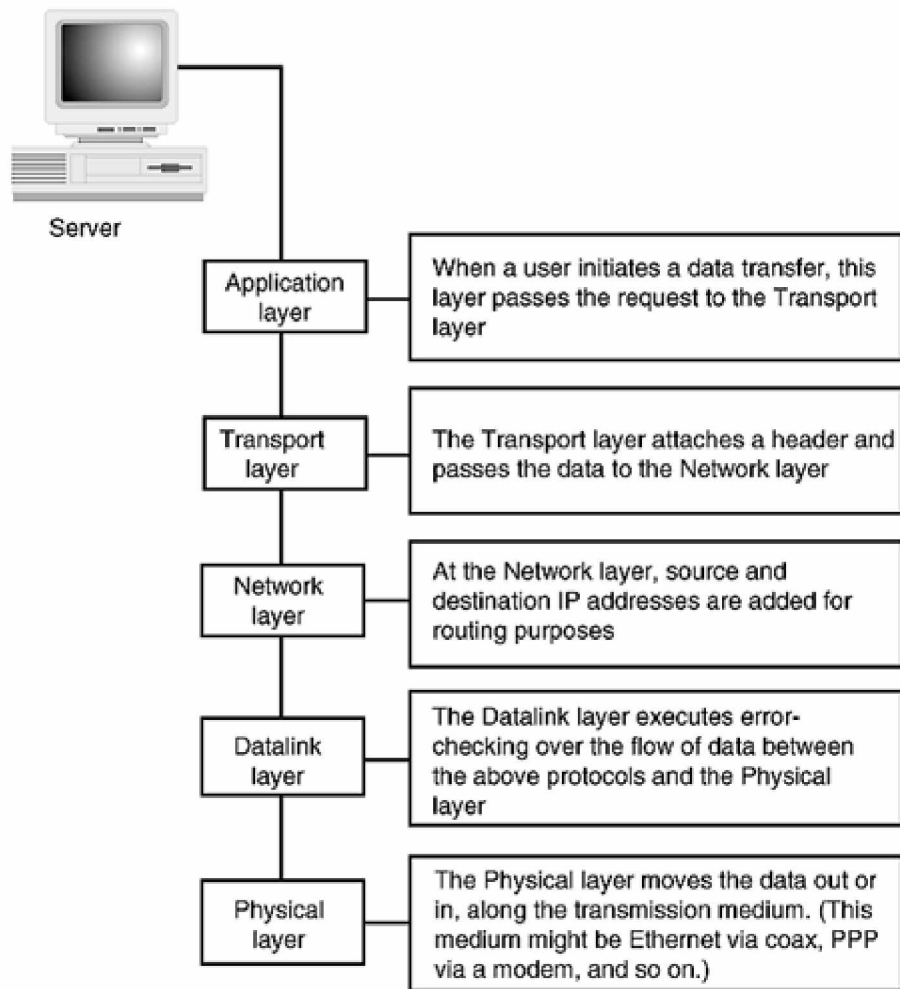 Server
Application
layer
When a user initiates a data transfer, this
layer passes the request to the Transport
layer
Transport
layer
The Transport layer attaches a header and
passes the data to the Network layer
Network
layer
At the Network layer, source and
destination IP addresses are added for
routing purposes
Datalink
layer
The Datalink layer executes error-
checking over the flow of data between
the above protocols and the Physical
layer
Physical
layer
The Physical layer moves the data out or
in, along the transmission medium. (This
medium might be Ethernet via coax, PPP
via a modem, and so on.)